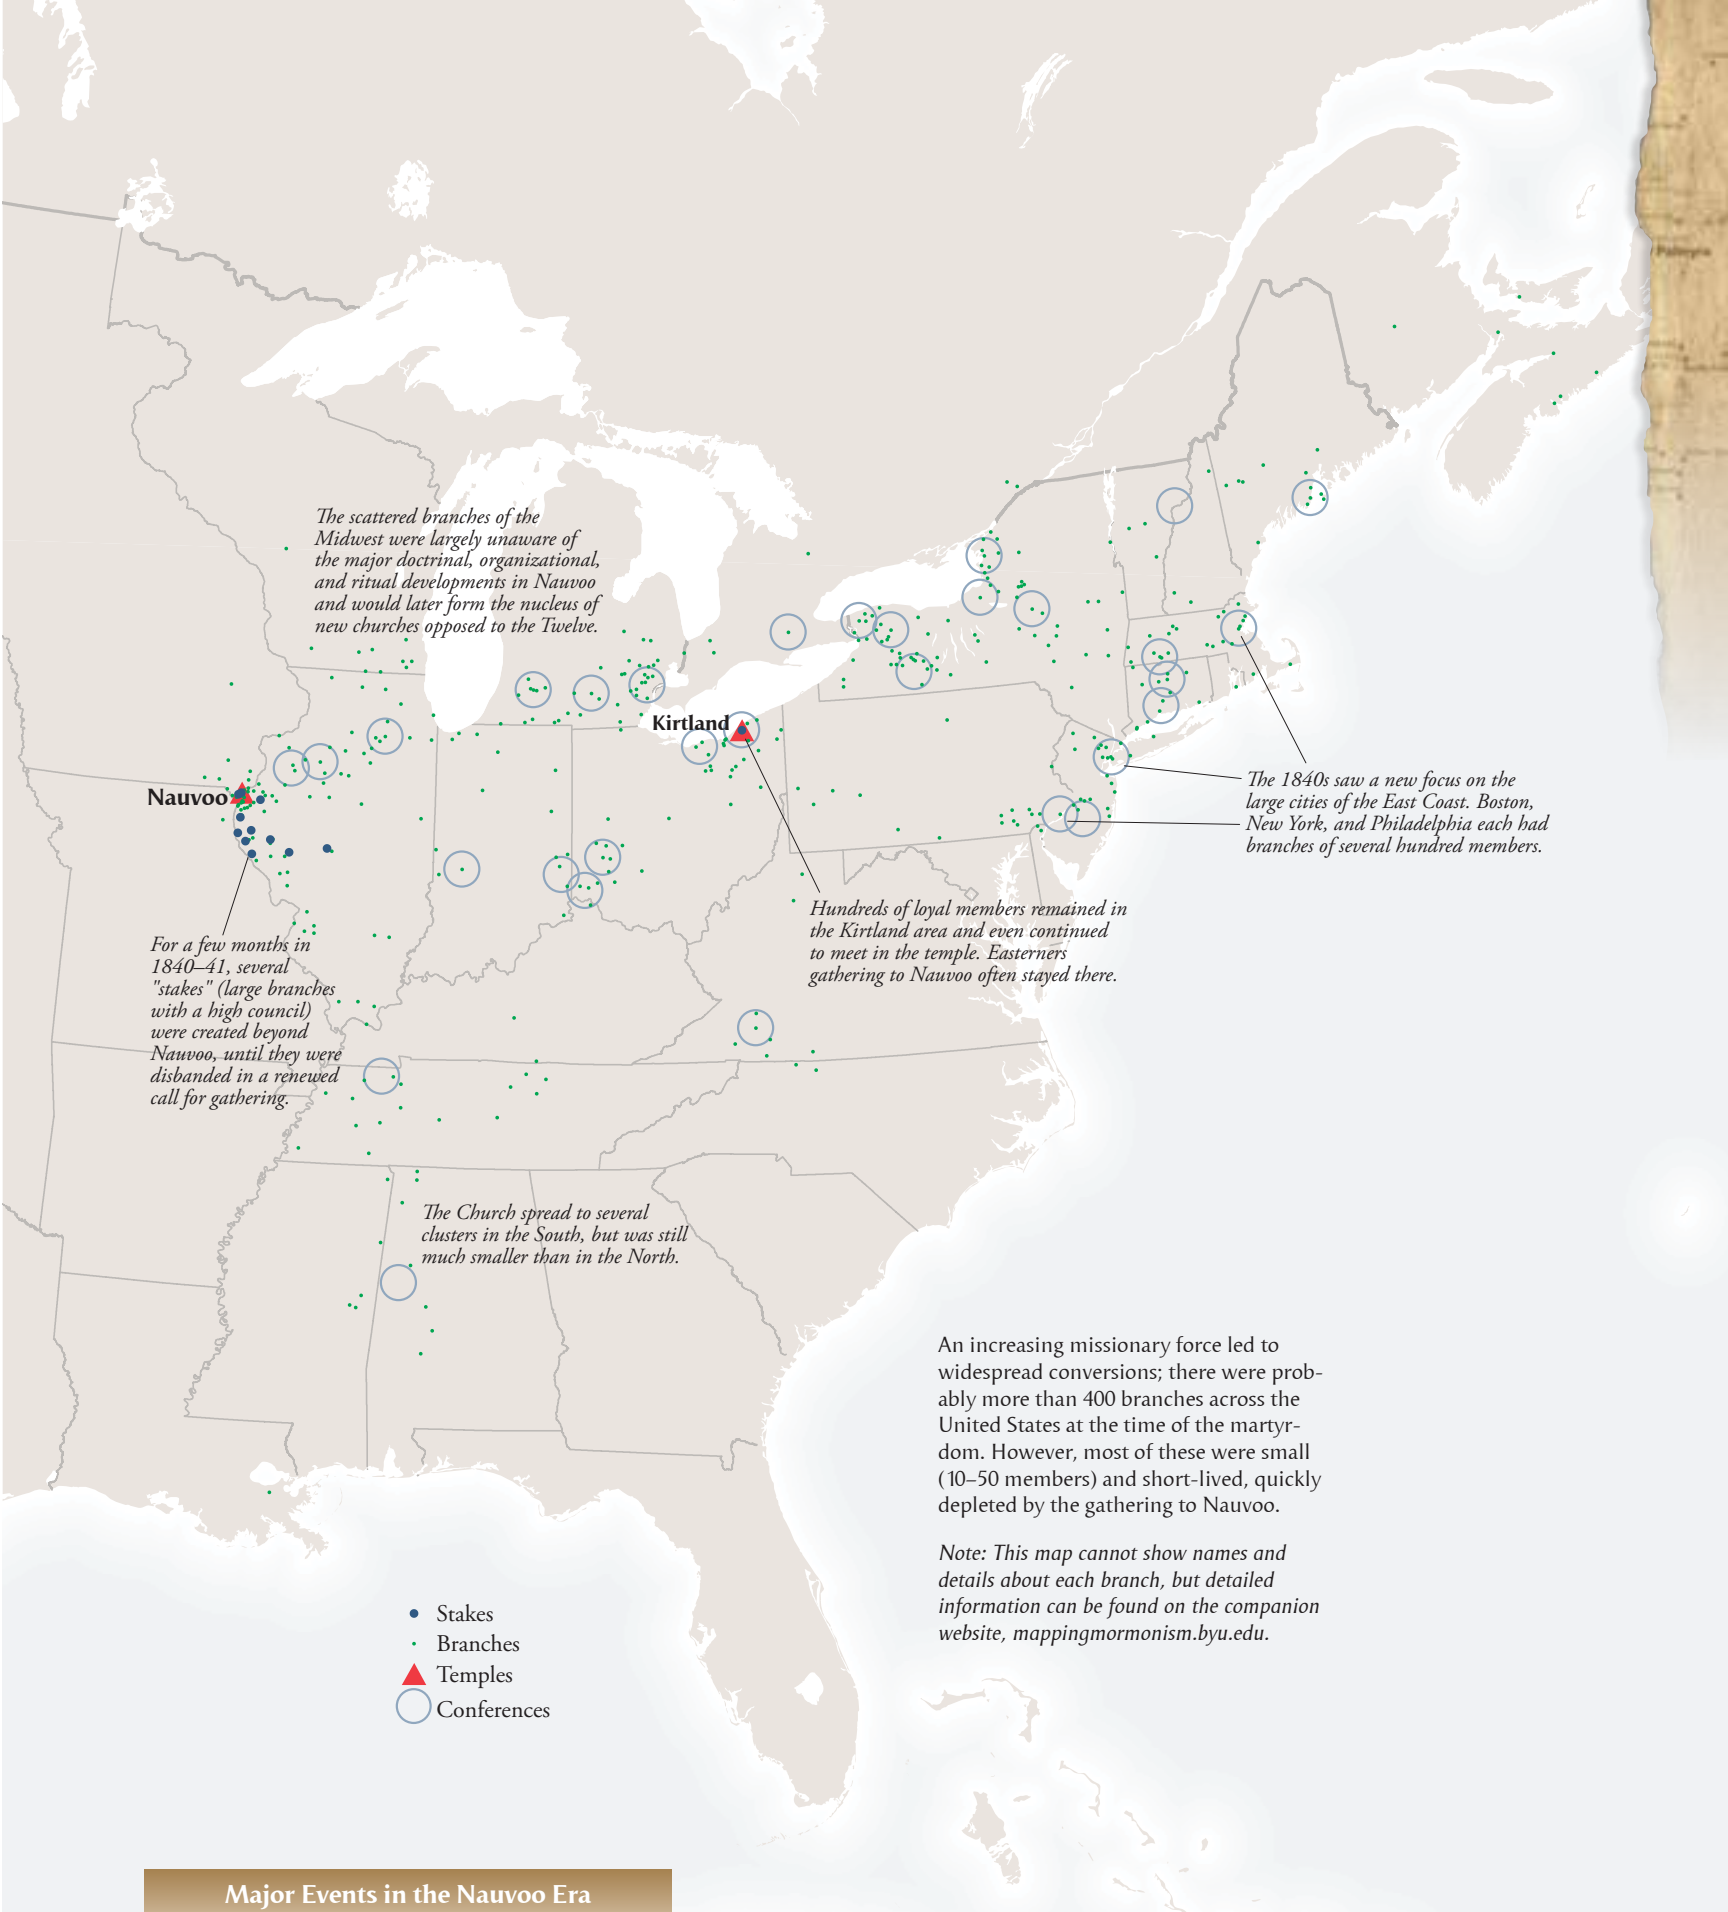 The scattered branches of the
Midwest were largely unaware of
the major doctrinal, organizational,
and ritual developments in Nauvoo
and would later form the nucleus of
new churches opposed to the Twelve.
Kirtland
Nauvoo
The 1840s saw a new focus on the
large cities of the East Coast. Boston,
New York, and Philadelphia each had
branches of several hundred members.
Hundreds of loyal members remained in
the Kirtland area and even continued
to meet in the temple. Easterners
gathering to Nauvoo often stayed there.
For a few months in
1840–41, several
"stakes" (large branches
with a high council)
were created beyond
Nauvoo, until they were
disbanded in a renewed
call for gathering.
The Church spread to several
clusters in the South, but was still
much smaller than in the North.
An increasing missionary force led to
widespread conversions; there were prob-
ably more than 400 branches across the
United States at the time of the martyr-
dom. However, most of these were small
(10–50 members) and short-lived, quickly
depleted by the gathering to Nauvoo.
Note: This map cannot show names and
details about each branch, but detailed
information can be found on the companion
website, mappingmormonism.byu.edu.
Stakes
Branches
Temples
Conferences
Major Events in the Nauvoo Era